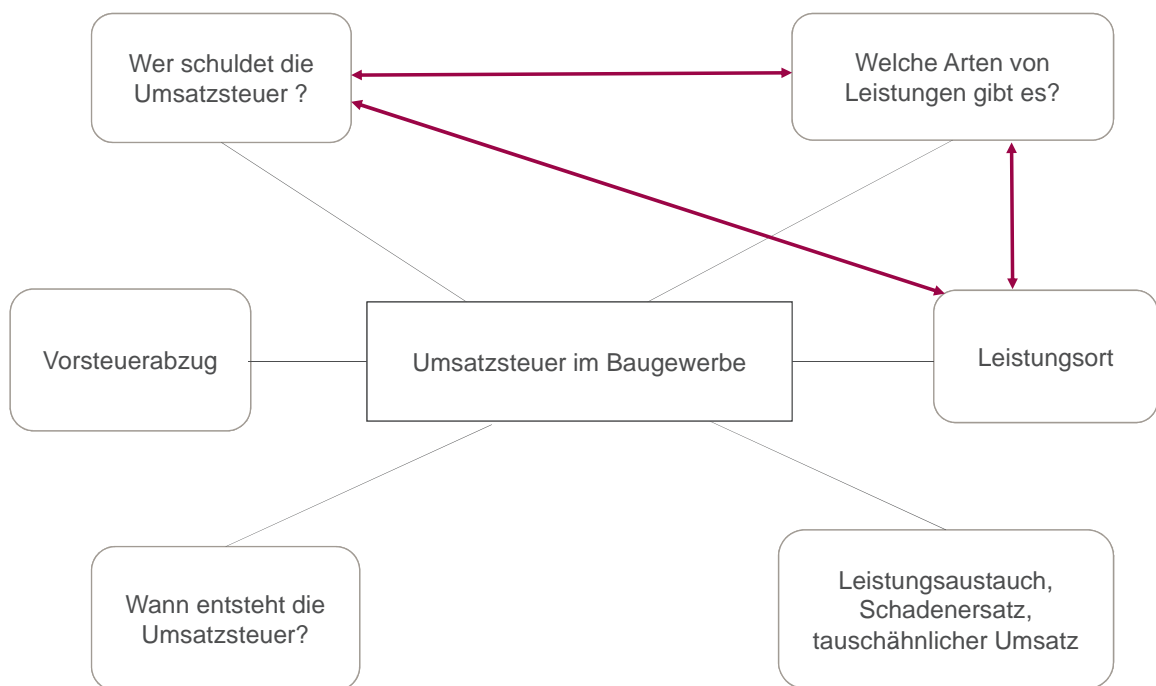 Wer schuldet die
Umsatzsteuer ?
Welche Arten von
Leistungen gibt es?
Vorsteuerabzug
Umsatzsteuer im Baugewerbe
Leistungsort
Wann entsteht die
Umsatzsteuer?
Leistungsaustauch,
Schadenersatz,
tauschähnlicher Umsatz